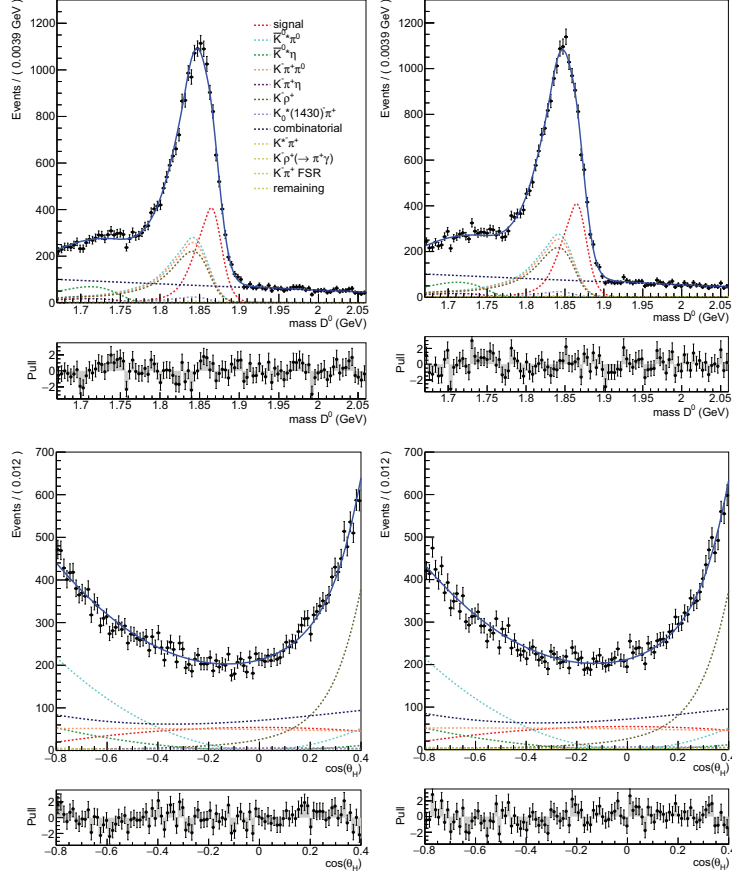 Events / ( 0.0039 GeV )
1200
1000
800
600
400
200
0
signal
K̅⁰*π⁰
K̅⁰*η
K⁻π⁺π⁰
K⁻π⁺η
K⁻ρ⁺
K₀*(1430)⁻π⁺
combinatorial
K*⁻π⁺
K⁻ρ⁺(→ π⁺γ)
K⁻π⁺ FSR
remaining
1.7 1.75 1.8 1.85 1.9 1.95 2 2.05
mass D⁰ (GeV)
Events / ( 0.0039 GeV )
1200
1000
800
600
400
200
0
1.7 1.75 1.8 1.85 1.9 1.95 2 2.05
mass D⁰ (GeV)
Pull
2
0
−2
1.7 1.75 1.8 1.85 1.9 1.95 2 2.05
mass D⁰ (GeV)
Pull
2
0
−2
1.7 1.75 1.8 1.85 1.9 1.95 2 2.05
mass D⁰ (GeV)
Events / ( 0.012 )
700
600
500
400
300
200
100
0
−0.8 −0.6 −0.4 −0.2 0 0.2 0.4
cos(θ_H)
Events / ( 0.012 )
700
600
500
400
300
200
100
0
−0.8 −0.6 −0.4 −0.2 0 0.2 0.4
cos(θ_H)
Pull
2
0
−2
−0.8 −0.6 −0.4 −0.2 0 0.2 0.4
cos(θ_H)
Pull
2
0
−2
−0.8 −0.6 −0.4 −0.2 0 0.2 0.4
cos(θ_H)